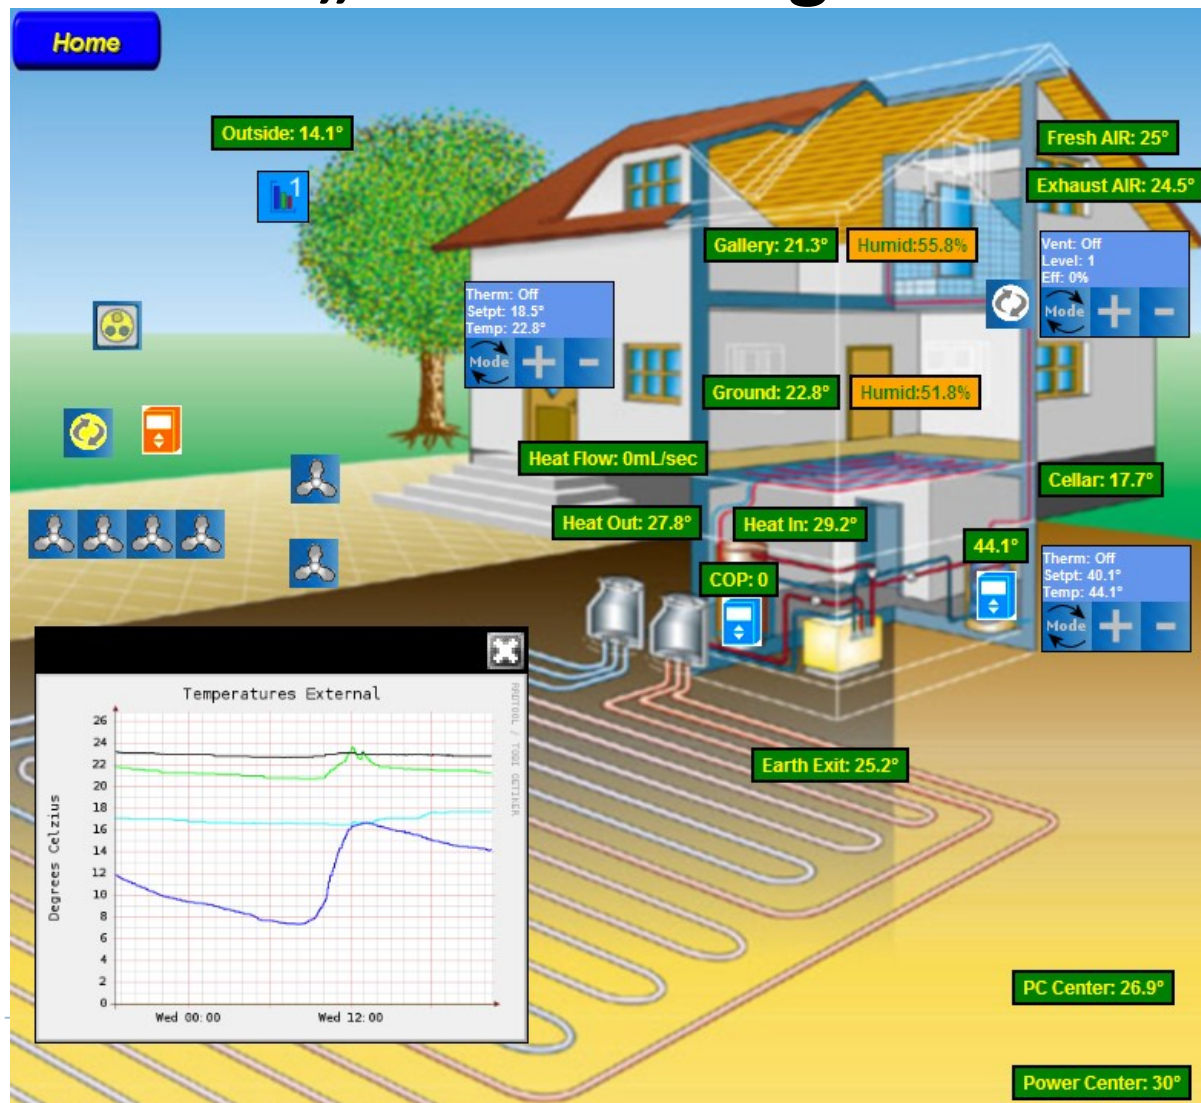 Home
Outside: 14.1°
1
Fresh AIR: 25°
Exhaust AIR: 24.5°
Gallery: 21.3°
Humid:55.8%
Vent: Off
Level: 1
Eff: 0%
Mode
+
-
Therm: Off
Setpt: 18.5°
Temp: 22.8°
Mode
+
-
Ground: 22.8°
Humid:51.8%
Heat Flow: 0mL/sec
Cellar: 17.7°
Heat Out: 27.8°
Heat In: 29.2°
44.1°
COP: 0
Therm: Off
Setpt: 40.1°
Temp: 44.1°
Mode
+
-
Temperatures External
RRDTOOL / TOBI OETIKER
Degrees Celzius
26
24
22
20
18
16
14
12
10
8
6
4
2
0
Wed 00:00
Wed 12:00
Earth Exit: 25.2°
PC Center: 26.9°
Power Center: 30°